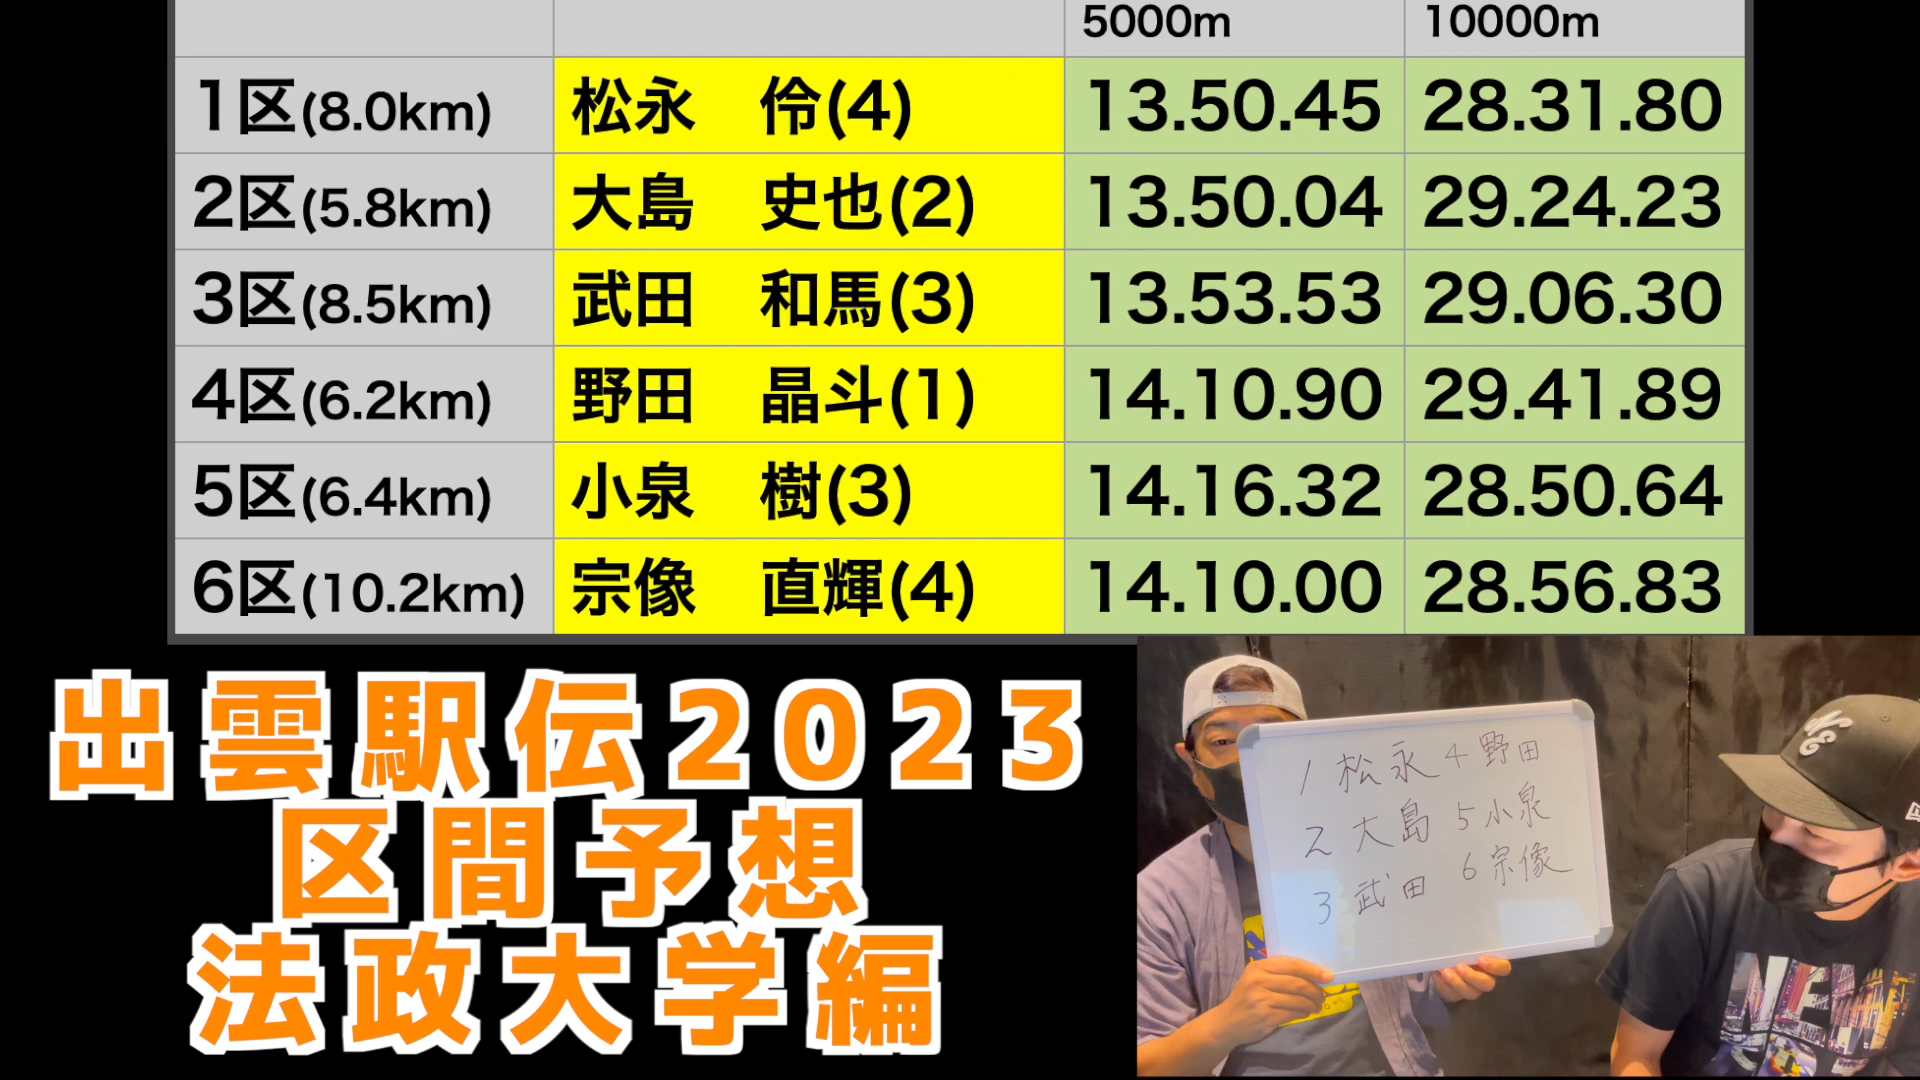 5000m 10000m
1区(8.0km) 松永 伶(4) 13.50.45 28.31.80
2区(5.8km) 大島 史也(2) 13.50.04 29.24.23
3区(8.5km) 武田 和馬(3) 13.53.53 29.06.30
4区(6.2km) 野田 晶斗(1) 14.10.90 29.41.89
5区(6.4km) 小泉 樹(3) 14.16.32 28.50.64
6区(10.2km) 宗像 直輝(4) 14.10.00 28.56.83
出雲駅伝2023
区間予想
法政大学編
1 松永 4 野田
2 大島 5 小泉
3 武田 6 宗像